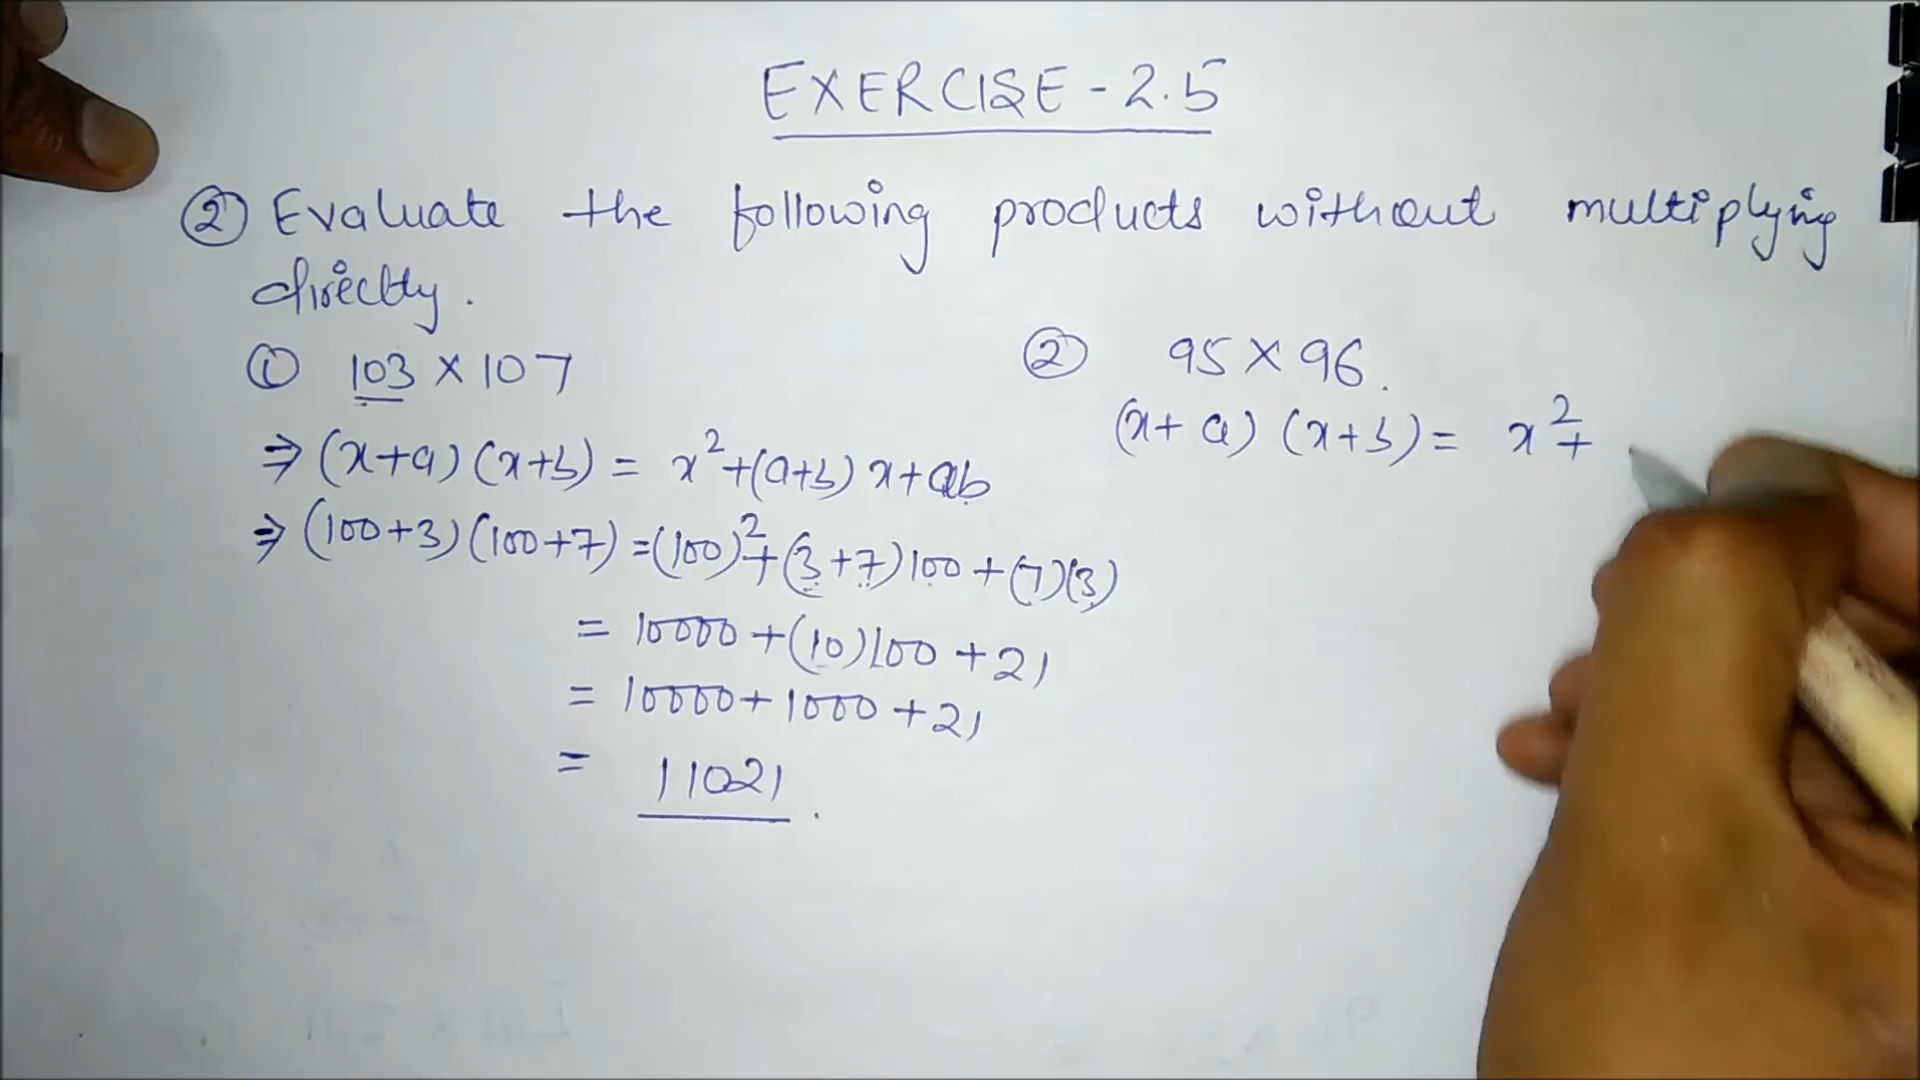 EXERCISE - 2.5
② Evaluate the following products without multiplying
directly.
① 103 × 107
⇒ (x+a) (x+b) = x²+(a+b) x+ab
⇒ (100+3) (100+7) = (100)²+(3+7)100+(7)(3)
= 10000+(10)100+21
= 10000+1000+21
= 11021.
② 95 × 96.
(x+a) (x+b) = x²+